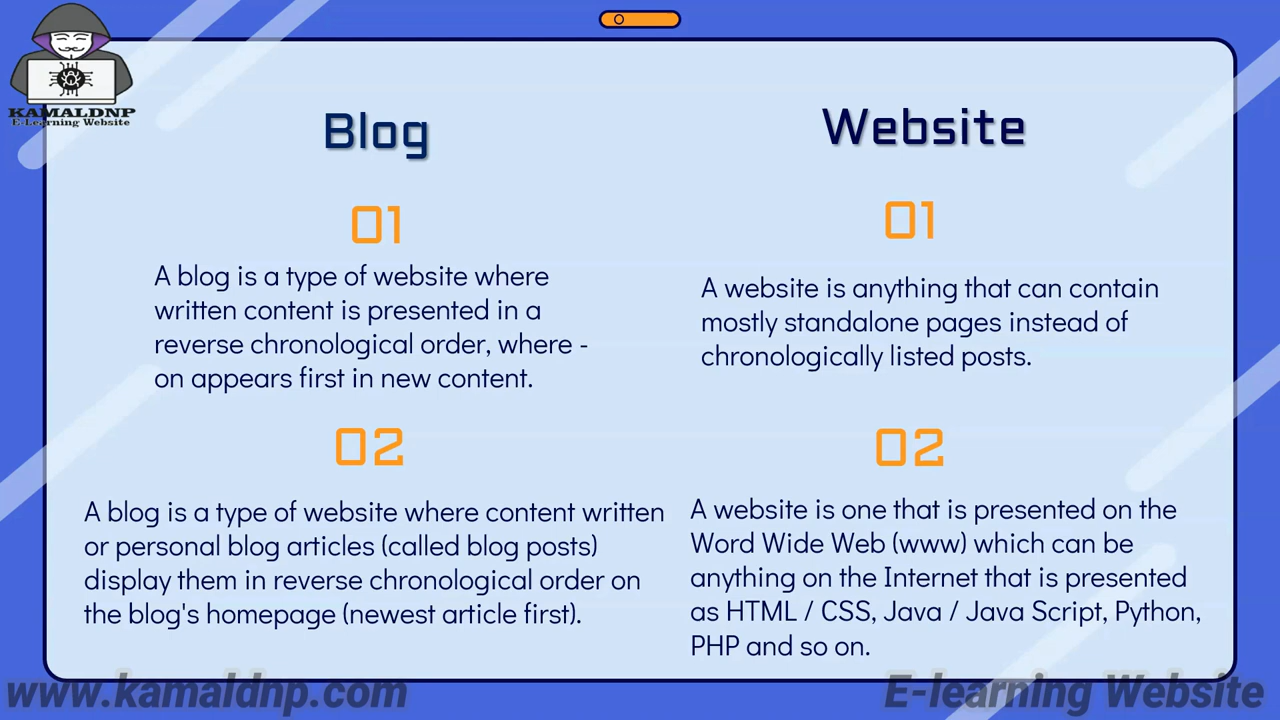 KAMALDNP
E-Learning Website
Blog
01
A blog is a type of website where
written content is presented in a
reverse chronological order, where -
on appears first in new content.
02
A blog is a type of website where content written
or personal blog articles (called blog posts)
display them in reverse chronological order on
the blog's homepage (newest article first).
Website
01
A website is anything that can contain
mostly standalone pages instead of
chronologically listed posts.
02
A website is one that is presented on the
Word Wide Web (www) which can be
anything on the Internet that is presented
as HTML / CSS, Java / Java Script, Python,
PHP and so on.
www.kamaldnp.com
E-learning Website